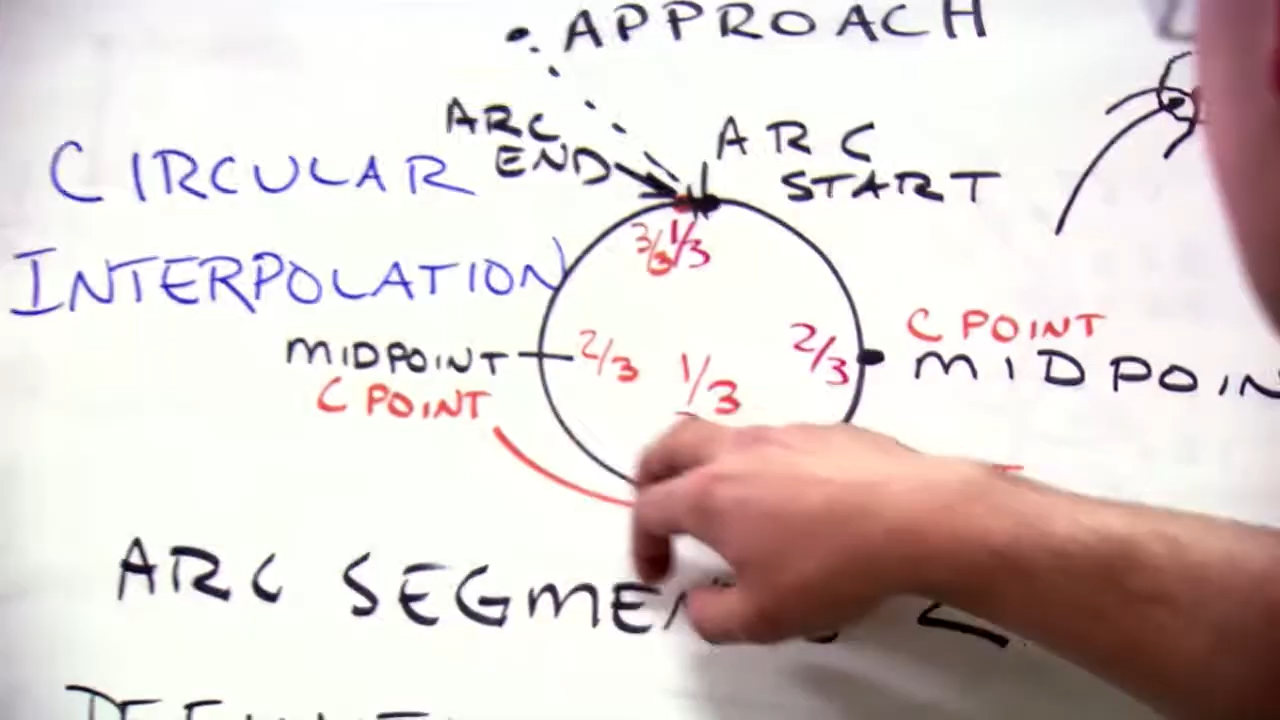 APPROACH
ARC
END
ARC
START
CIRCULAR
INTERPOLATION
3/3 1/3
MIDPOINT
C POINT
2/3
1/3
2/3
C POINT
MIDPOIN
ARC SEGME